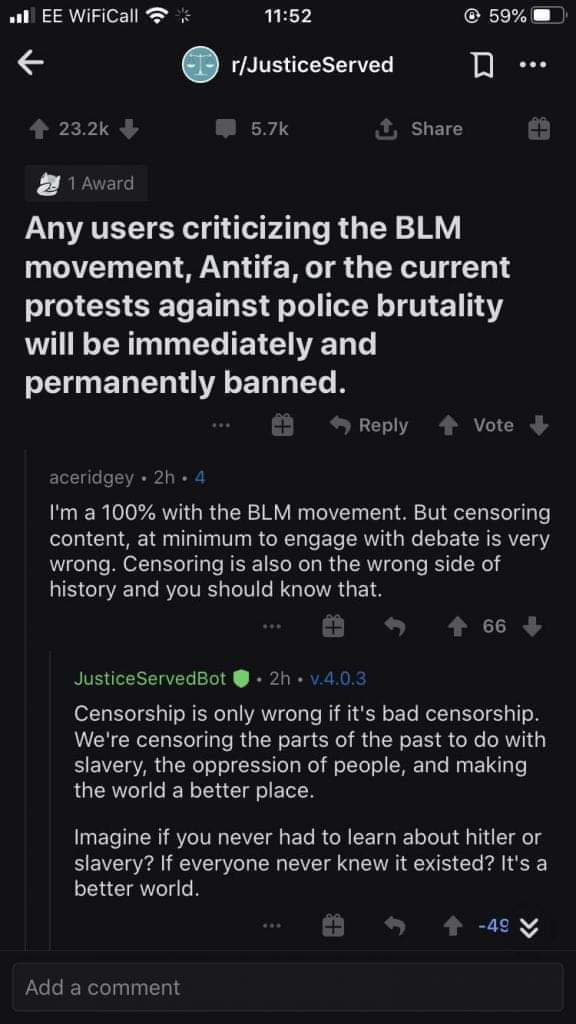 EE WiFiCall 11:52 59%
r/JusticeServed
23.2k 5.7k Share
1 Award
Any users criticizing the BLM
movement, Antifa, or the current
protests against police brutality
will be immediately and
permanently banned.
Reply Vote
aceridgey • 2h • 4
I'm a 100% with the BLM movement. But censoring
content, at minimum to engage with debate is very
wrong. Censoring is also on the wrong side of
history and you should know that.
66
JusticeServedBot • 2h • v.4.0.3
Censorship is only wrong if it's bad censorship.
We're censoring the parts of the past to do with
slavery, the oppression of people, and making
the world a better place.
Imagine if you never had to learn about hitler or
slavery? If everyone never knew it existed? It's a
better world.
-49
Add a comment